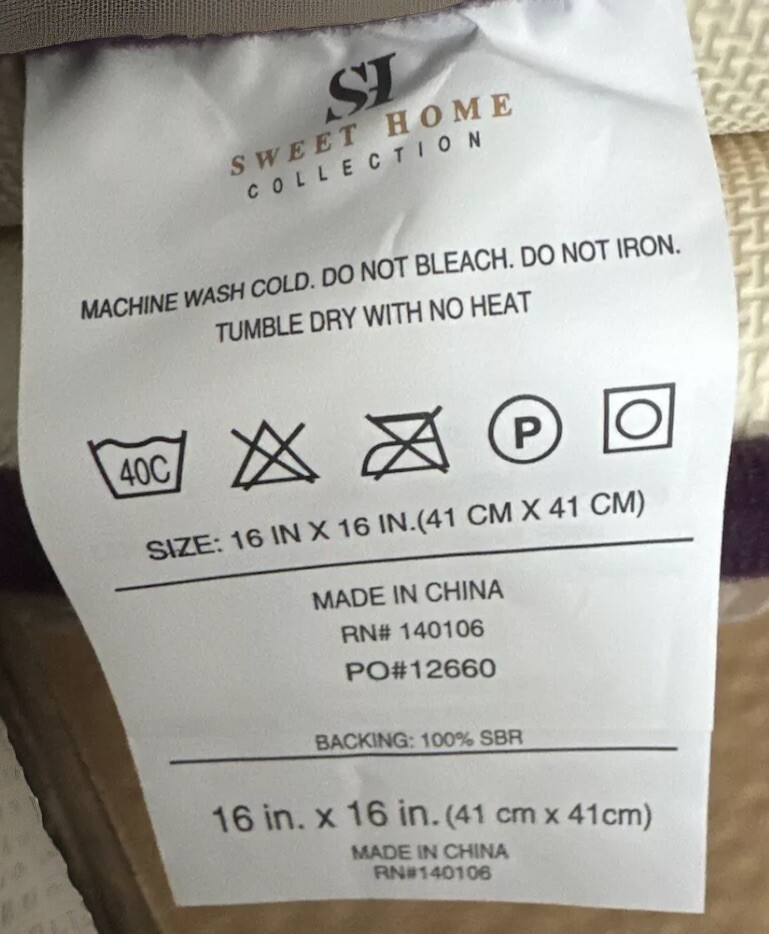 SH
SWEET HOME
COLLECTION
MACHINE WASH COLD. DO NOT BLEACH. DO NOT IRON.
TUMBLE DRY WITH NO HEAT
40C P
SIZE: 16 IN X 16 IN.(41 CM X 41 CM)
MADE IN CHINA
RN# 140106
PO#12660
BACKING: 100% SBR
16 in. x 16 in. (41 cm x 41cm)
MADE IN CHINA
RN#140106